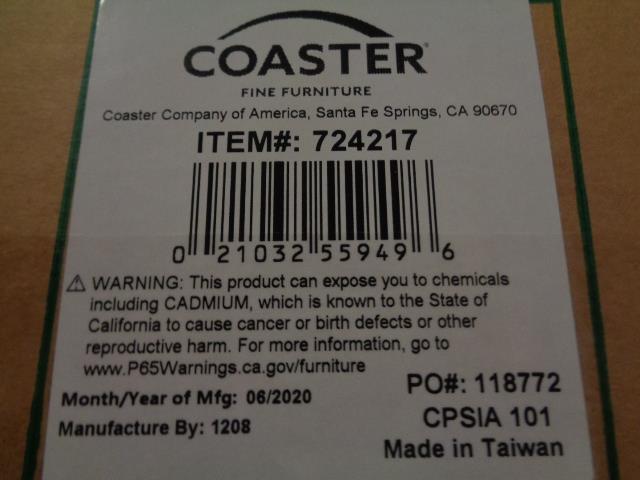 COASTER®
FINE FURNITURE
Coaster Company of America, Santa Fe Springs, CA 90670
ITEM#: 724217
0 21032 55949 6
⚠ WARNING: This product can expose you to chemicals
including CADMIUM, which is known to the State of
California to cause cancer or birth defects or other
reproductive harm. For more information, go to
www.P65Warnings.ca.gov/furniture
Month/Year of Mfg: 06/2020
Manufacture By: 1208
PO#: 118772
CPSIA 101
Made in Taiwan